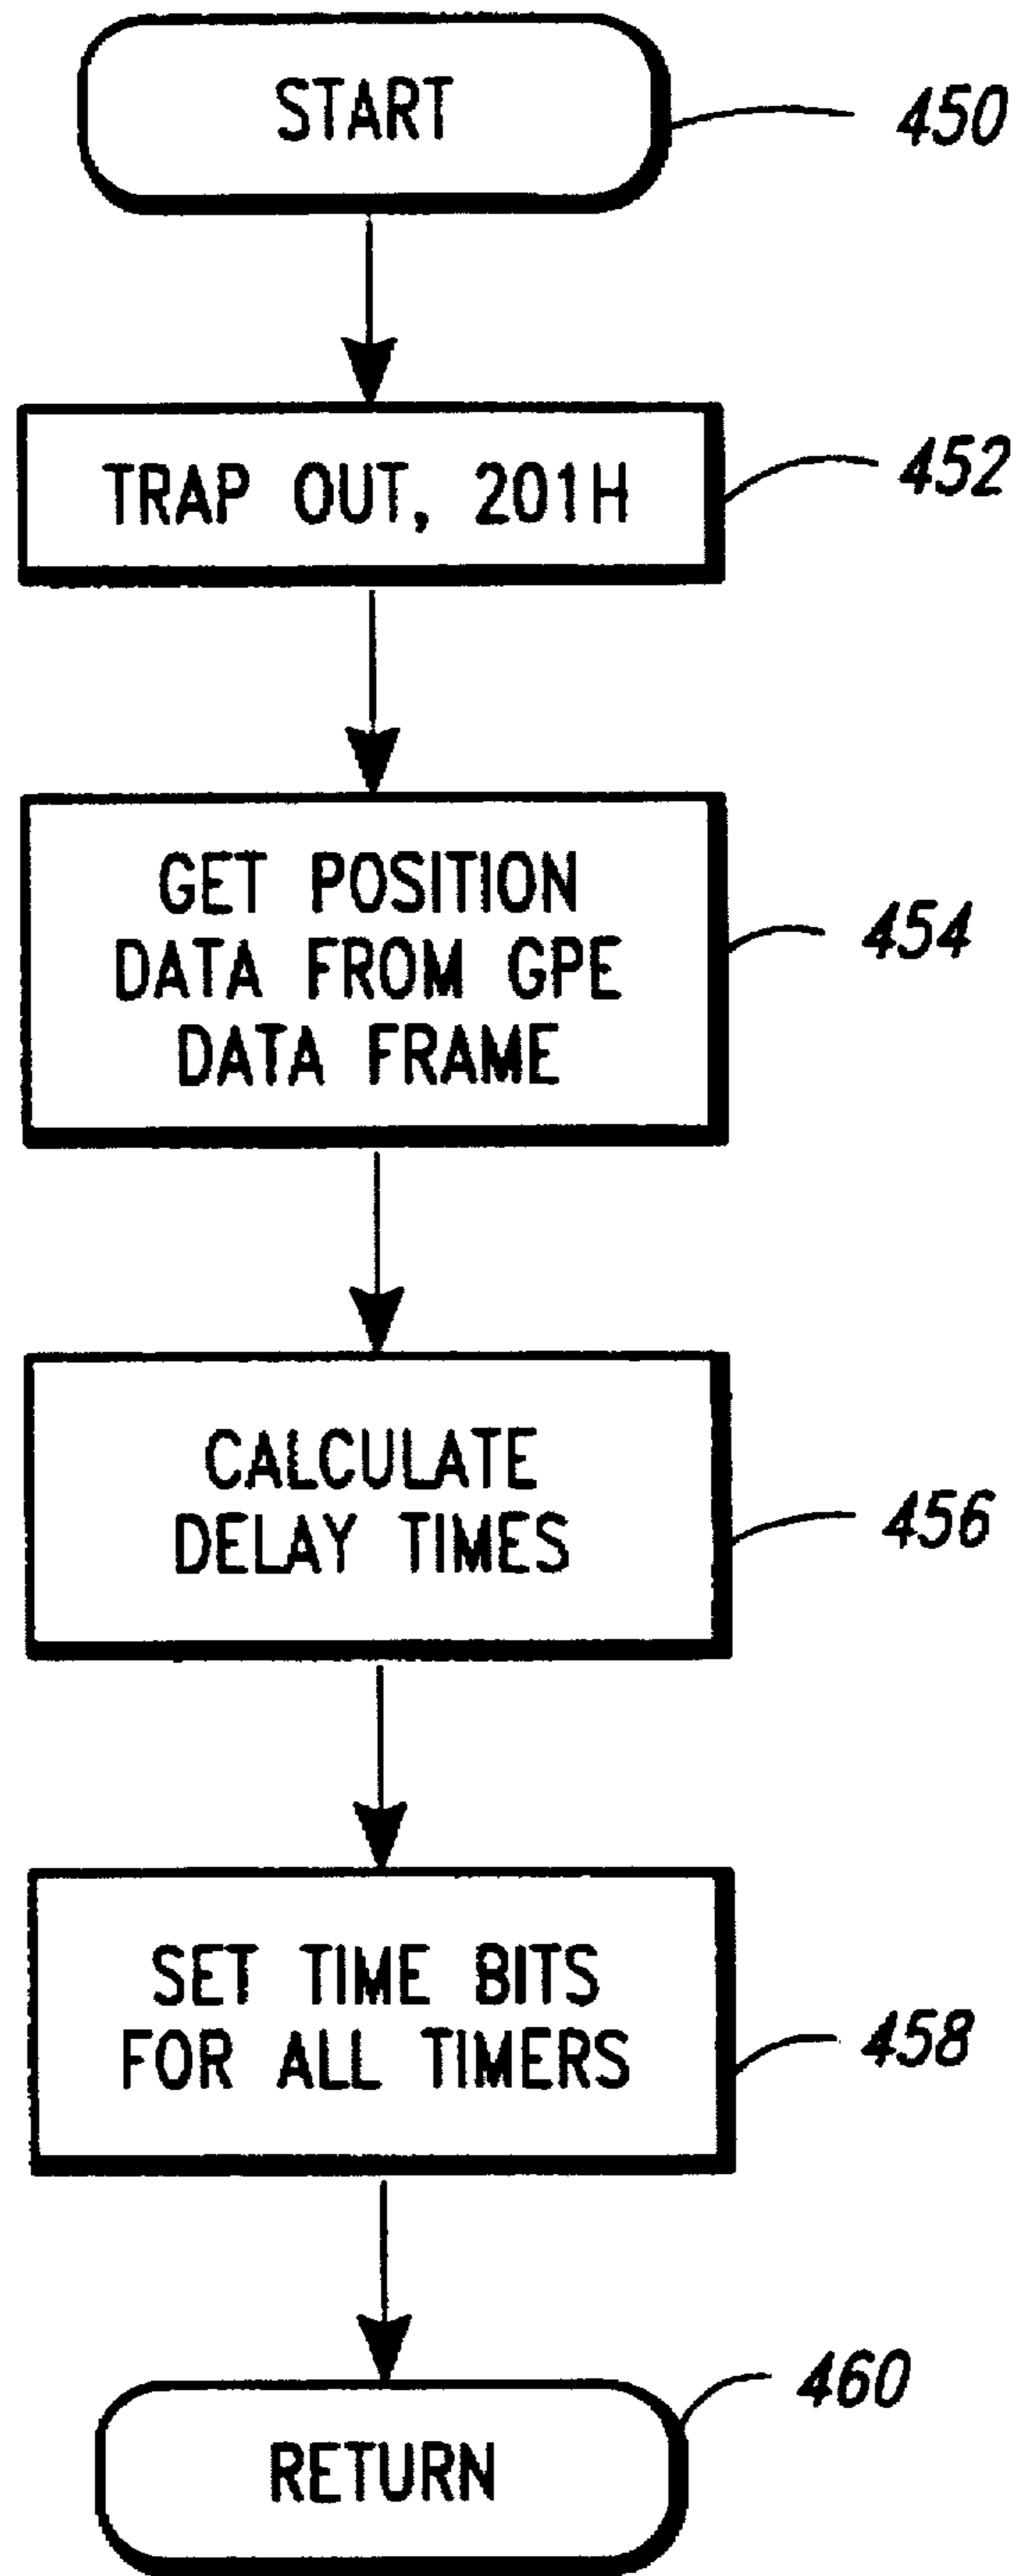 START
450
TRAP OUT, 201H
452
GET POSITION
DATA FROM GPE
DATA FRAME
454
CALCULATE
DELAY TIMES
456
SET TIME BITS
FOR ALL TIMERS
458
RETURN
460